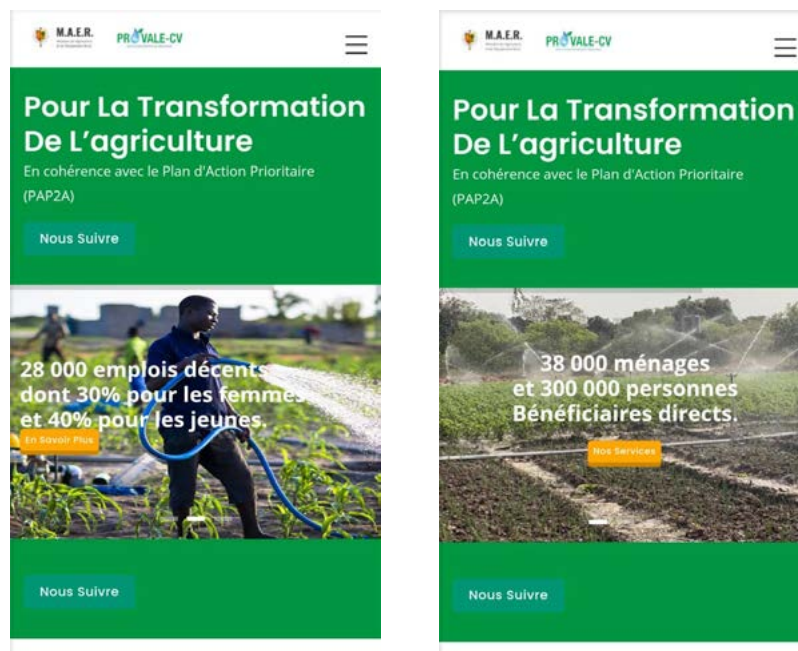 M.A.E.R.
PROVALE-CV
Pour La Transformation
De L'agriculture
En cohérence avec le Plan d'Action Prioritaire
(PAP2A)
Nous Suivre
28 000 emplois décents
dont 30% pour les femmes
et 40% pour les jeunes.
En Savoir Plus
Nous Suivre
M.A.E.R.
PROVALE-CV
Pour La Transformation
De L'agriculture
En cohérence avec le Plan d'Action Prioritaire
(PAP2A)
Nous Suivre
38 000 ménages
et 300 000 personnes
Bénéficiaires directs.
Nos Services
Nous Suivre